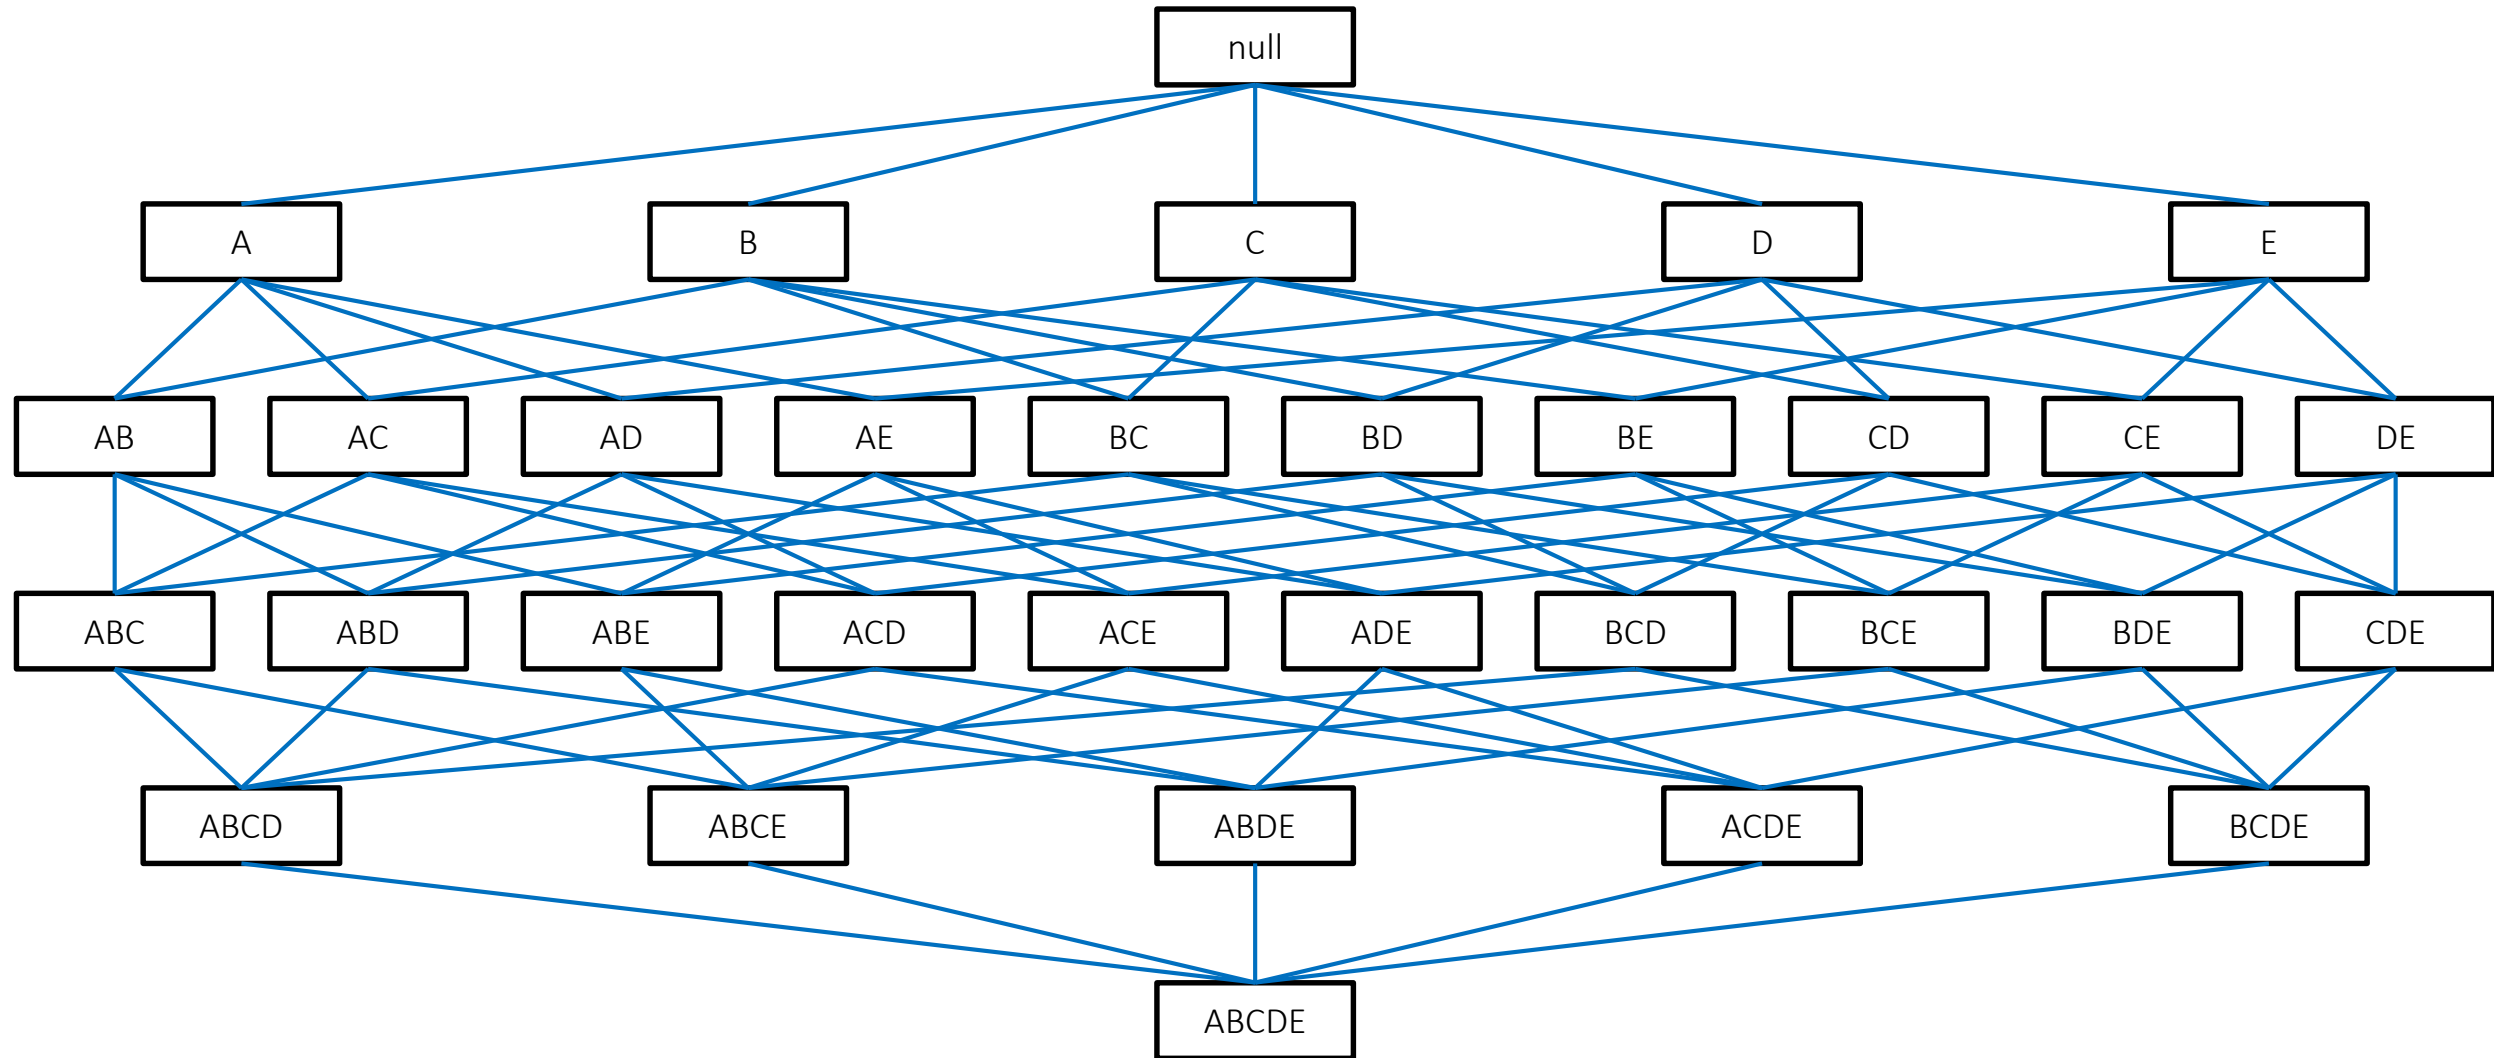 null
A B C D E
AB AC AD AE BC BD BE CD CE DE
ABC ABD ABE ACD ACE ADE BCD BCE BDE CDE
ABCD ABCE ABDE ACDE BCDE
ABCDE